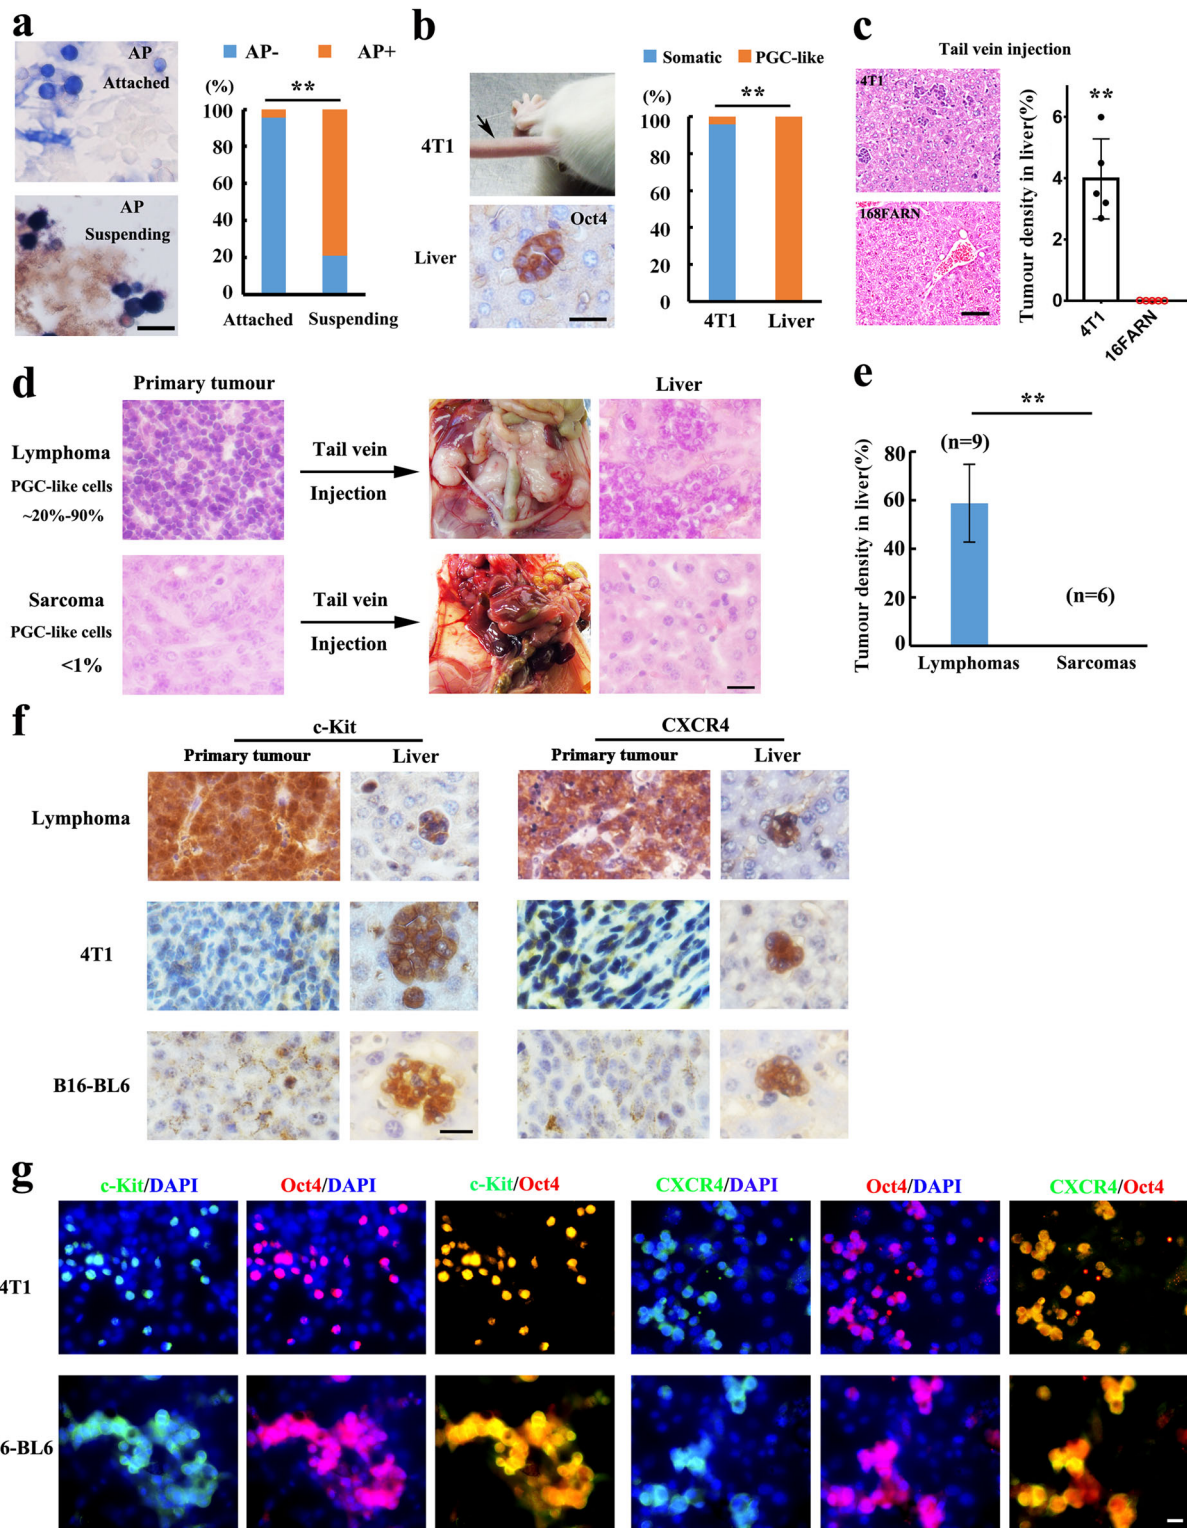 a
AP
Attached
AP
Suspending
AP-
AP+
(%)
**
100
80
60
40
20
0
Attached
Suspending
b
4T1
Oct4
Liver
Somatic
PGC-like
(%)
**
100
80
60
40
20
0
4T1
Liver
c
Tail vein injection
4T1
168FARN
Tumour density in liver(%)
6
4
2
0
**
4T1
16FARN
d
Primary tumour
Liver
Lymphoma
PGC-like cells
~20%-90%
Tail vein
Injection
Sarcoma
PGC-like cells
<1%
Tail vein
Injection
e
**
Tumour density in liver(%)
80
60
40
20
0
(n=9)
(n=6)
Lymphomas
Sarcomas
f
c-Kit
CXCR4
Primary tumour
Liver
Primary tumour
Liver
Lymphoma
4T1
B16-BL6
g
c-Kit/DAPI
Oct4/DAPI
c-Kit/Oct4
CXCR4/DAPI
Oct4/DAPI
CXCR4/Oct4
4T1
6-BL6